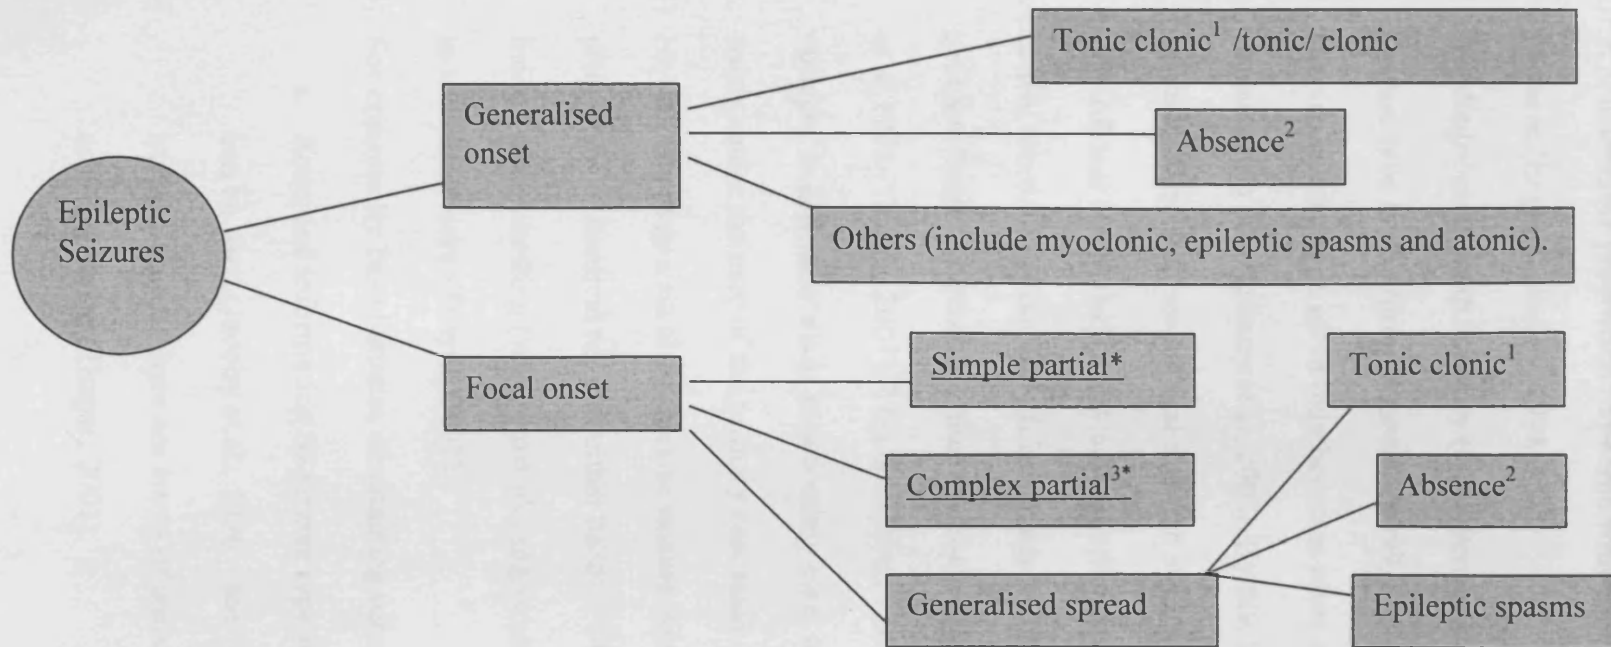 Epileptic
Seizures
Generalised
onset
Tonic clonic¹ /tonic/ clonic
Absence²
Others (include myoclonic, epileptic spasms and atonic).
Focal onset
Simple partial*
Complex partial³*
Generalised spread
Tonic clonic¹
Absence²
Epileptic spasms